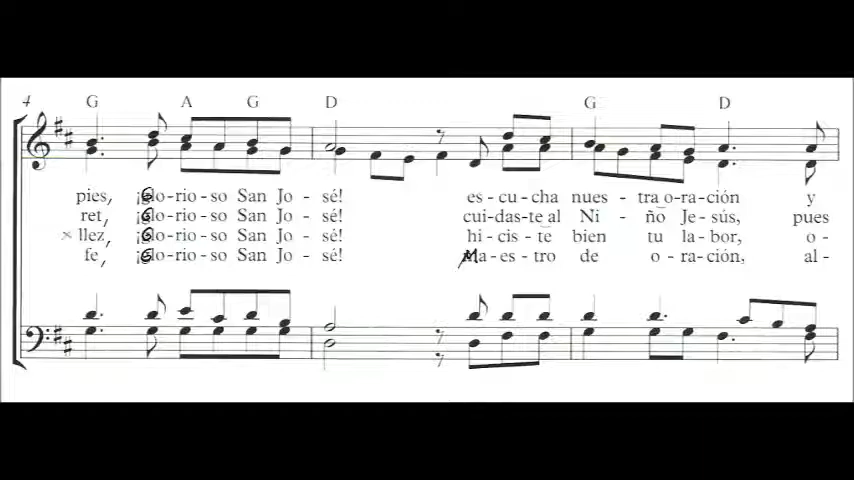 4 G A G D G D
pies, ¡Glo-rio-so San Jo-sé! es-cu-cha nues-tra o-ra-ción y
ret, ¡Glo-rio-so San Jo-sé! cui-das-te al Ni-ño Je-sús, pues
llez, ¡Glo-rio-so San Jo-sé! hi-cis-te bien tu la-bor, o-
fe, ¡Glo-rio-so San Jo-sé! Ma-es-tro de o-ra-ción, al-